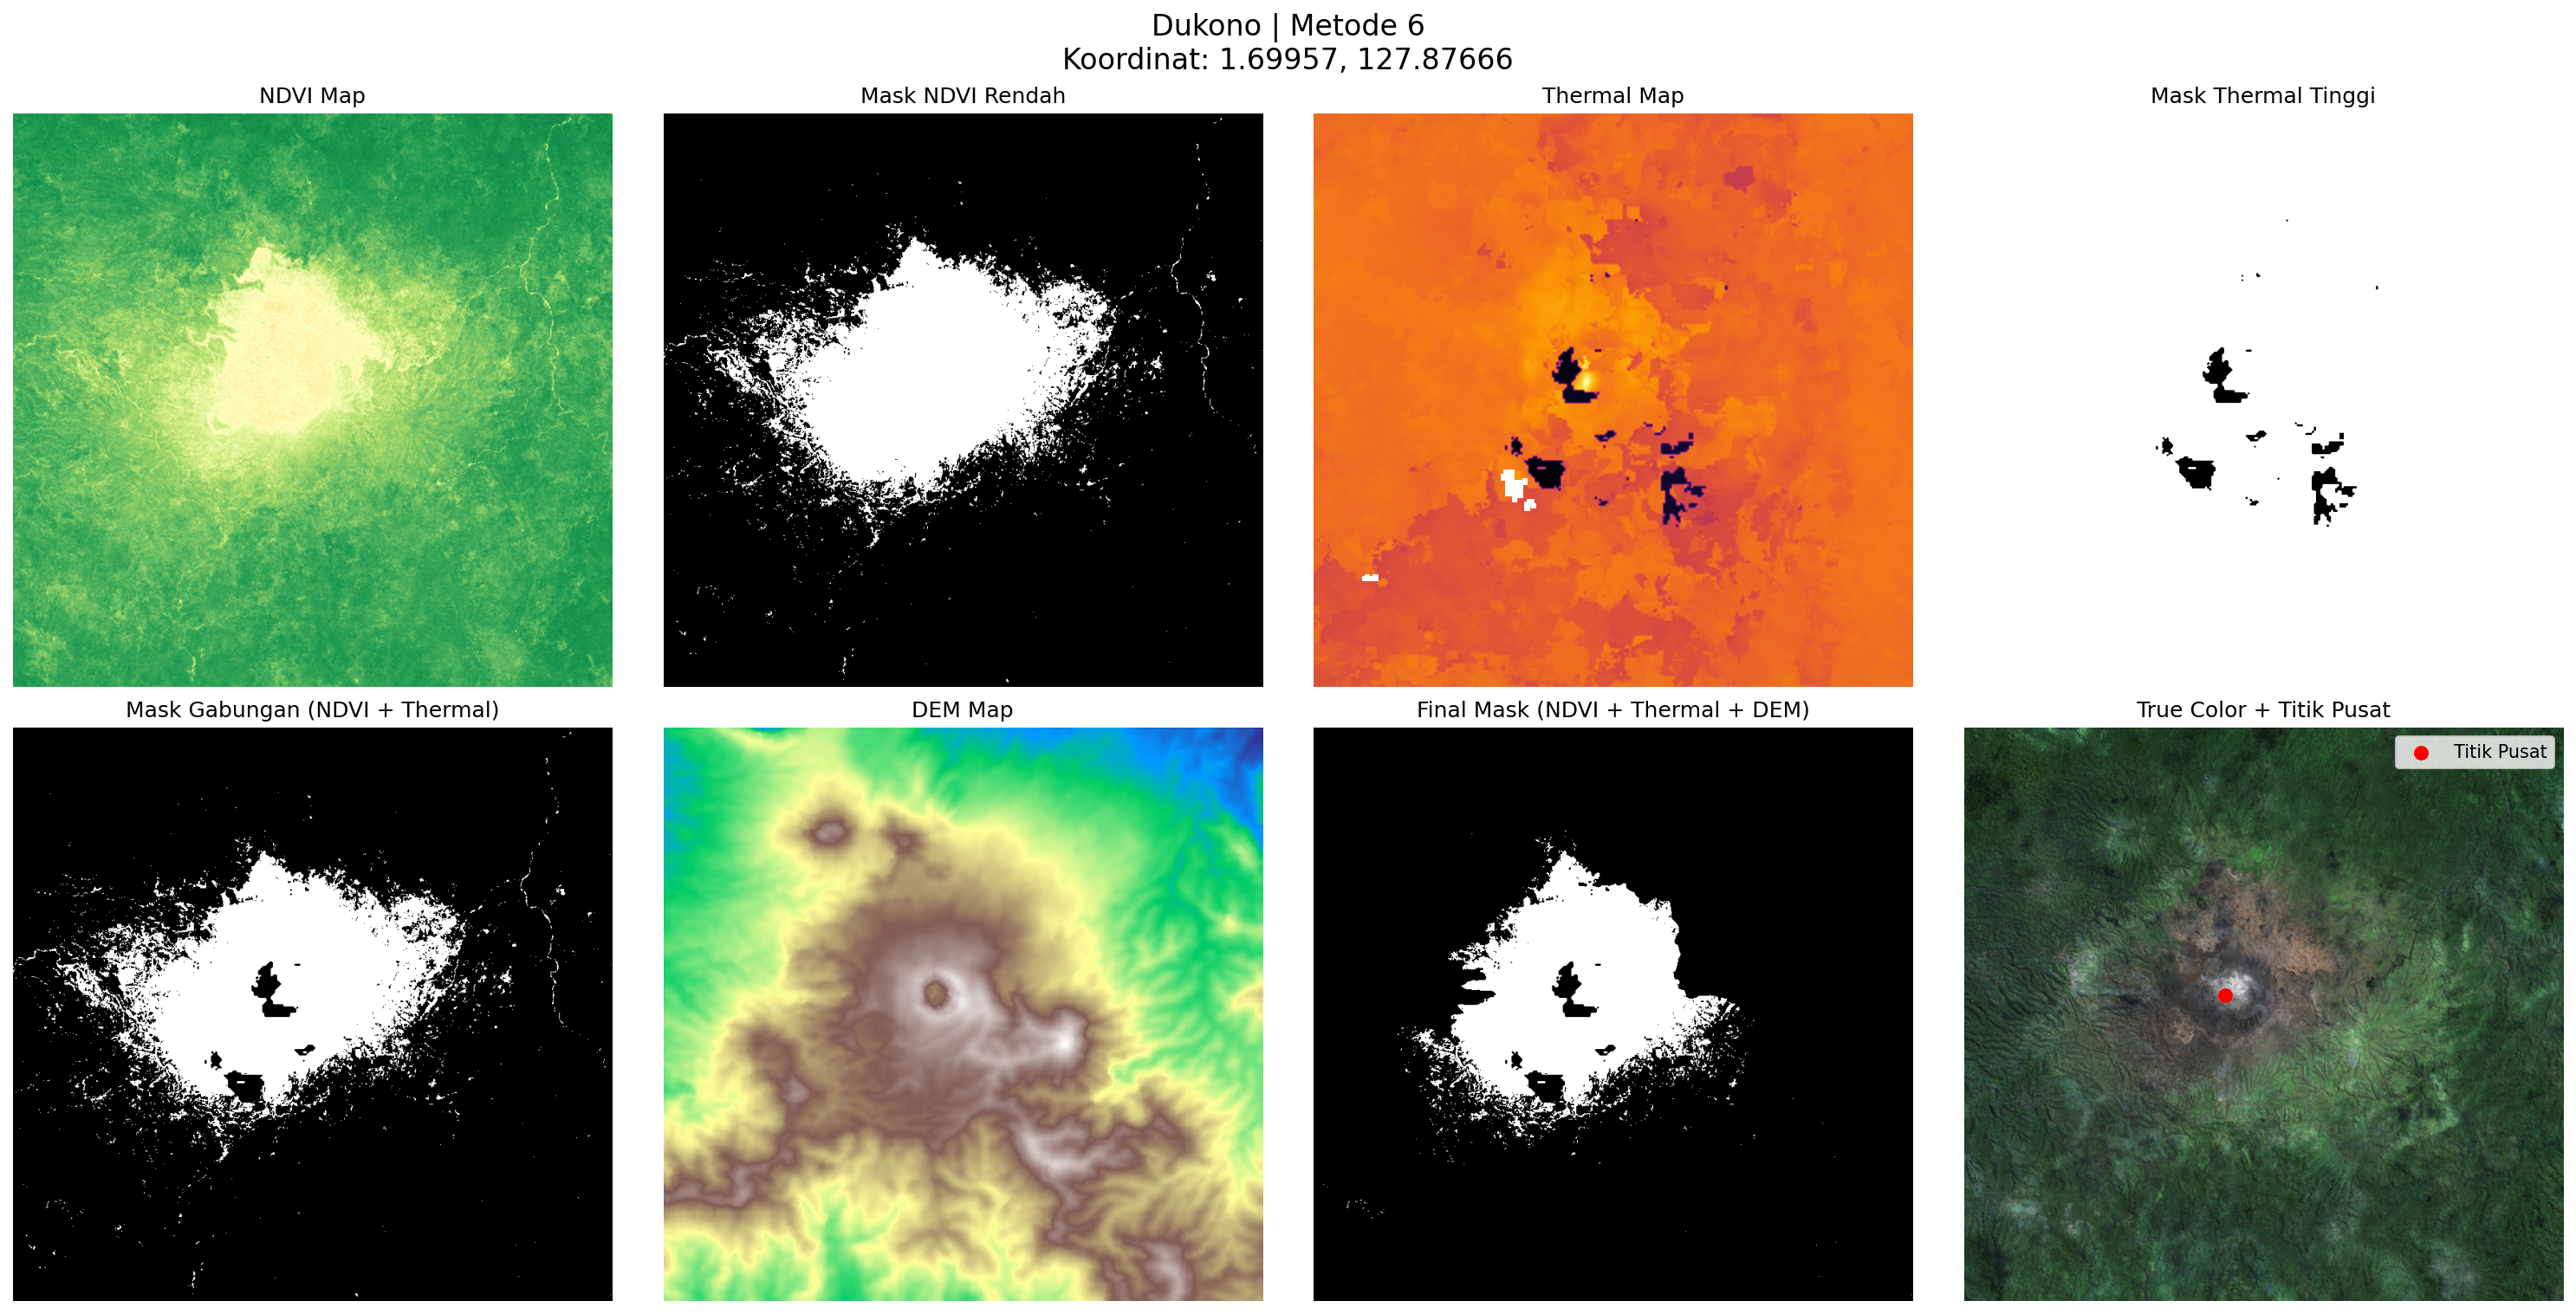 Dukono | Metode 6
Koordinat: 1.69957, 127.87666
NDVI Map
Mask NDVI Rendah
Thermal Map
Mask Thermal Tinggi
Mask Gabungan (NDVI + Thermal)
DEM Map
Final Mask (NDVI + Thermal + DEM)
True Color + Titik Pusat
Titik Pusat